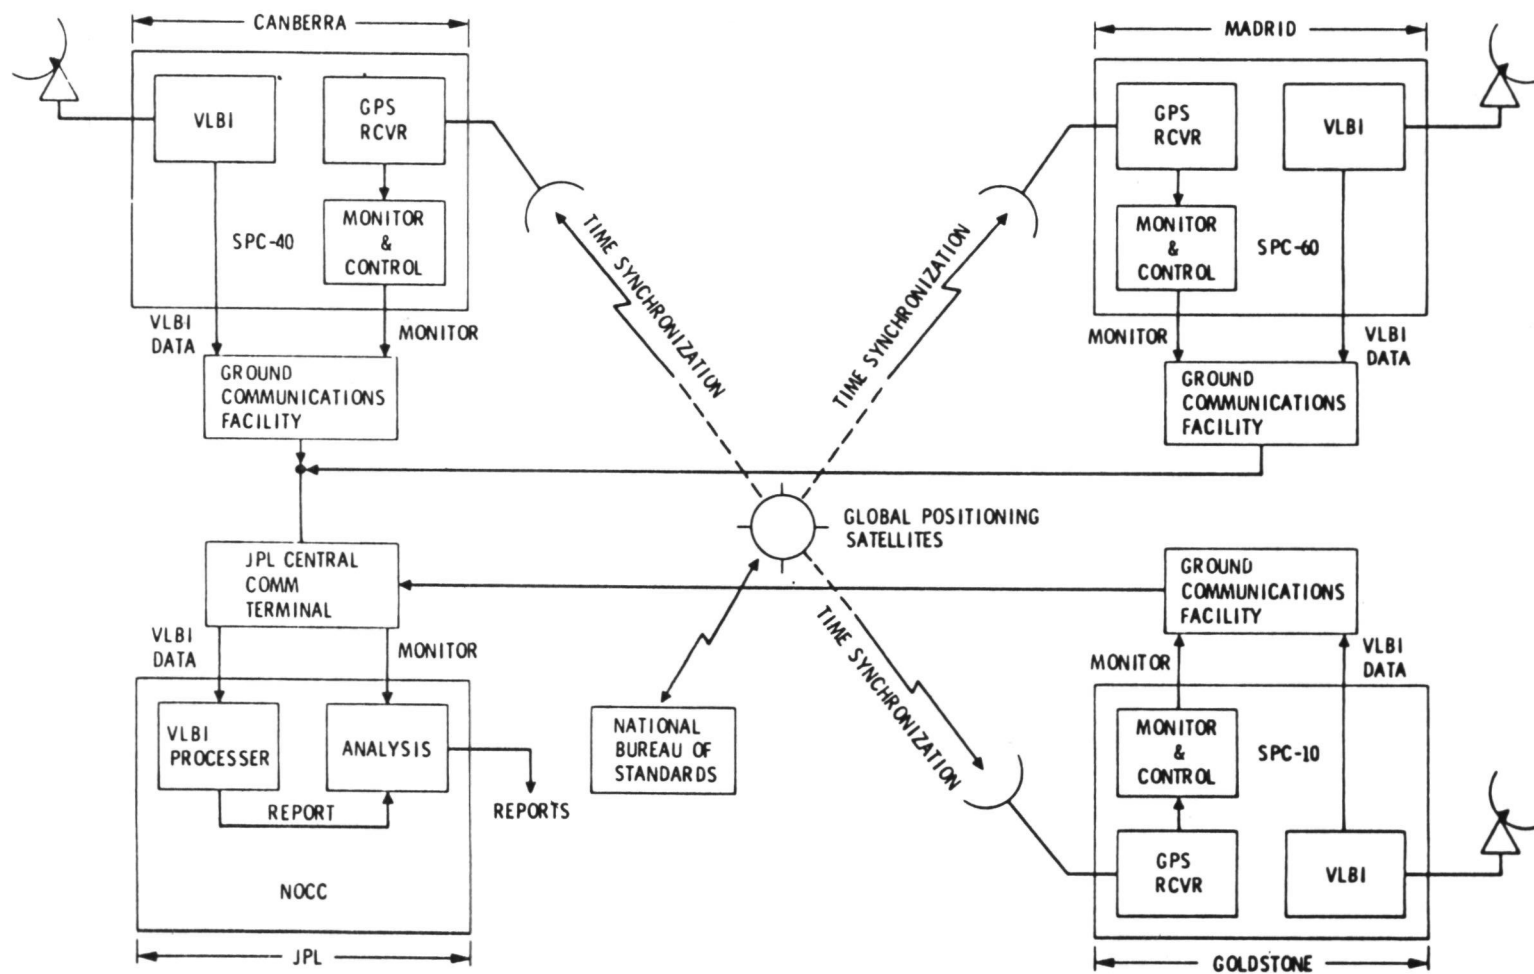 CANBERRA
VLBI
GPS
RCVR
SPC-40
MONITOR
&
CONTROL
VLBI
DATA
MONITOR
GROUND
COMMUNICATIONS
FACILITY
TIME SYNCHRONIZATION
MADRID
GPS
RCVR
VLBI
MONITOR
&
CONTROL
SPC-60
MONITOR
VLBI
DATA
GROUND
COMMUNICATIONS
FACILITY
TIME SYNCHRONIZATION
GLOBAL POSITIONING
SATELLITES
JPL CENTRAL
COMM
TERMINAL
VLBI
DATA
MONITOR
VLBI
PROCESSER
ANALYSIS
REPORT
REPORTS
NOCC
JPL
NATIONAL
BUREAU OF
STANDARDS
TIME SYNCHRONIZATION
GROUND
COMMUNICATIONS
FACILITY
MONITOR
VLBI
DATA
MONITOR
&
CONTROL
SPC-10
GPS
RCVR
VLBI
GOLDSTONE